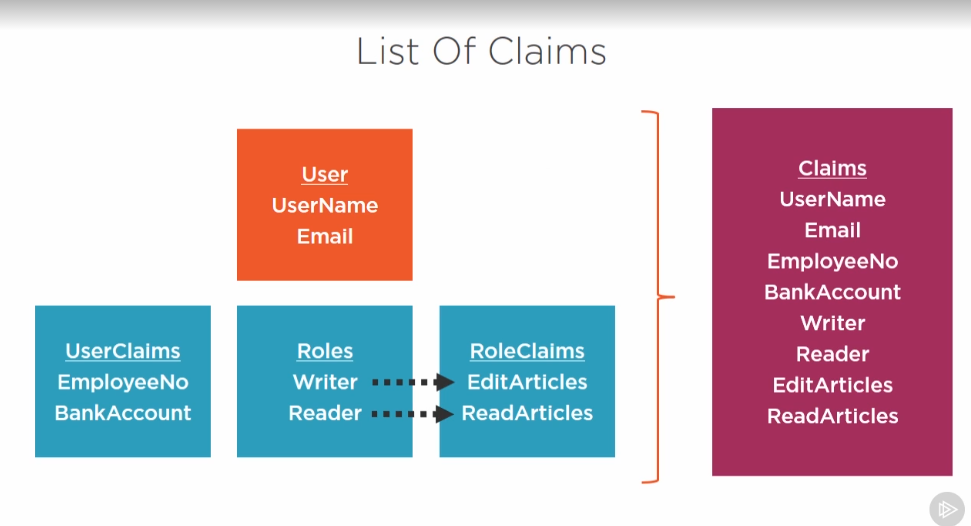 List Of Claims
User
UserName
Email
UserClaims
EmployeeNo
BankAccount
Roles
Writer
Reader
RoleClaims
EditArticles
ReadArticles
Claims
UserName
Email
EmployeeNo
BankAccount
Writer
Reader
EditArticles
ReadArticles